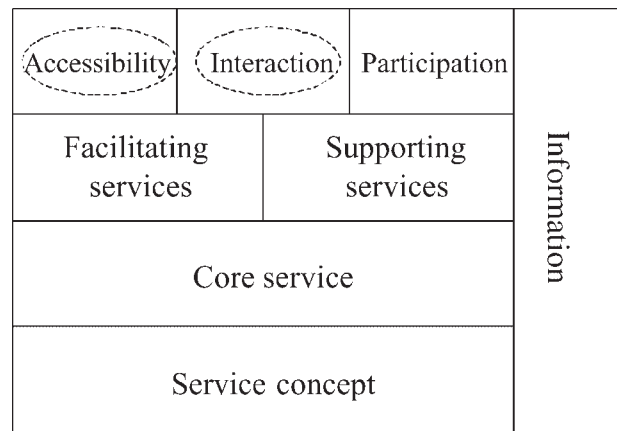 Accessibility
Interaction
Participation
Facilitating
services
Supporting
services
Core service
Service concept
Information